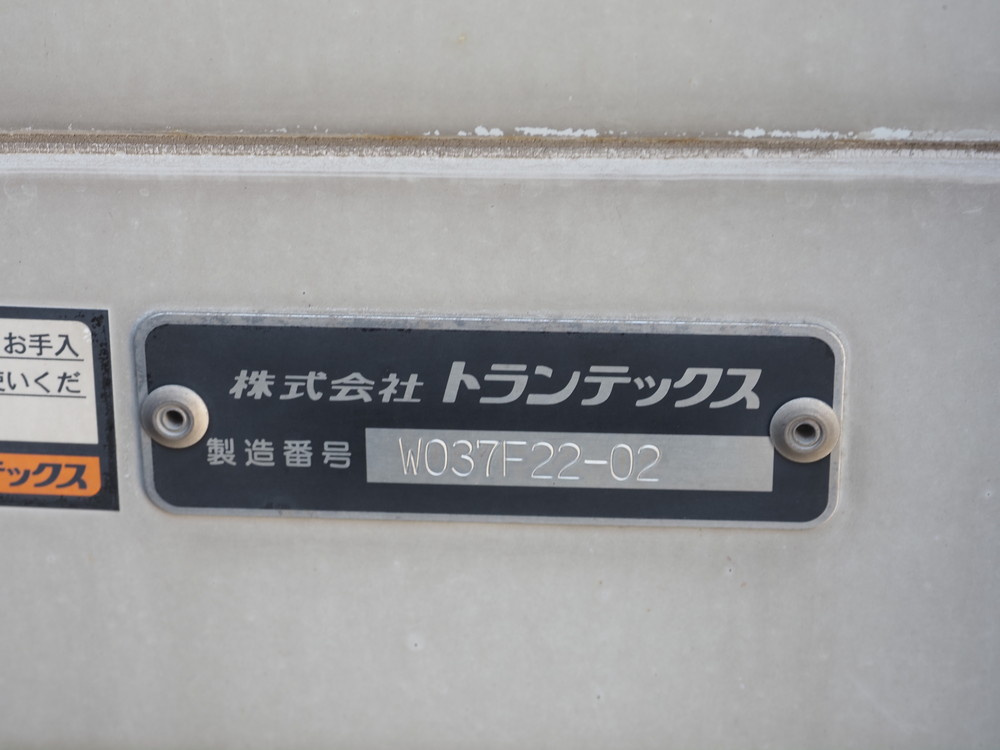 お手入
使いくだ
テックス
株式会社 トランテックス
製造番号 W037F22-02